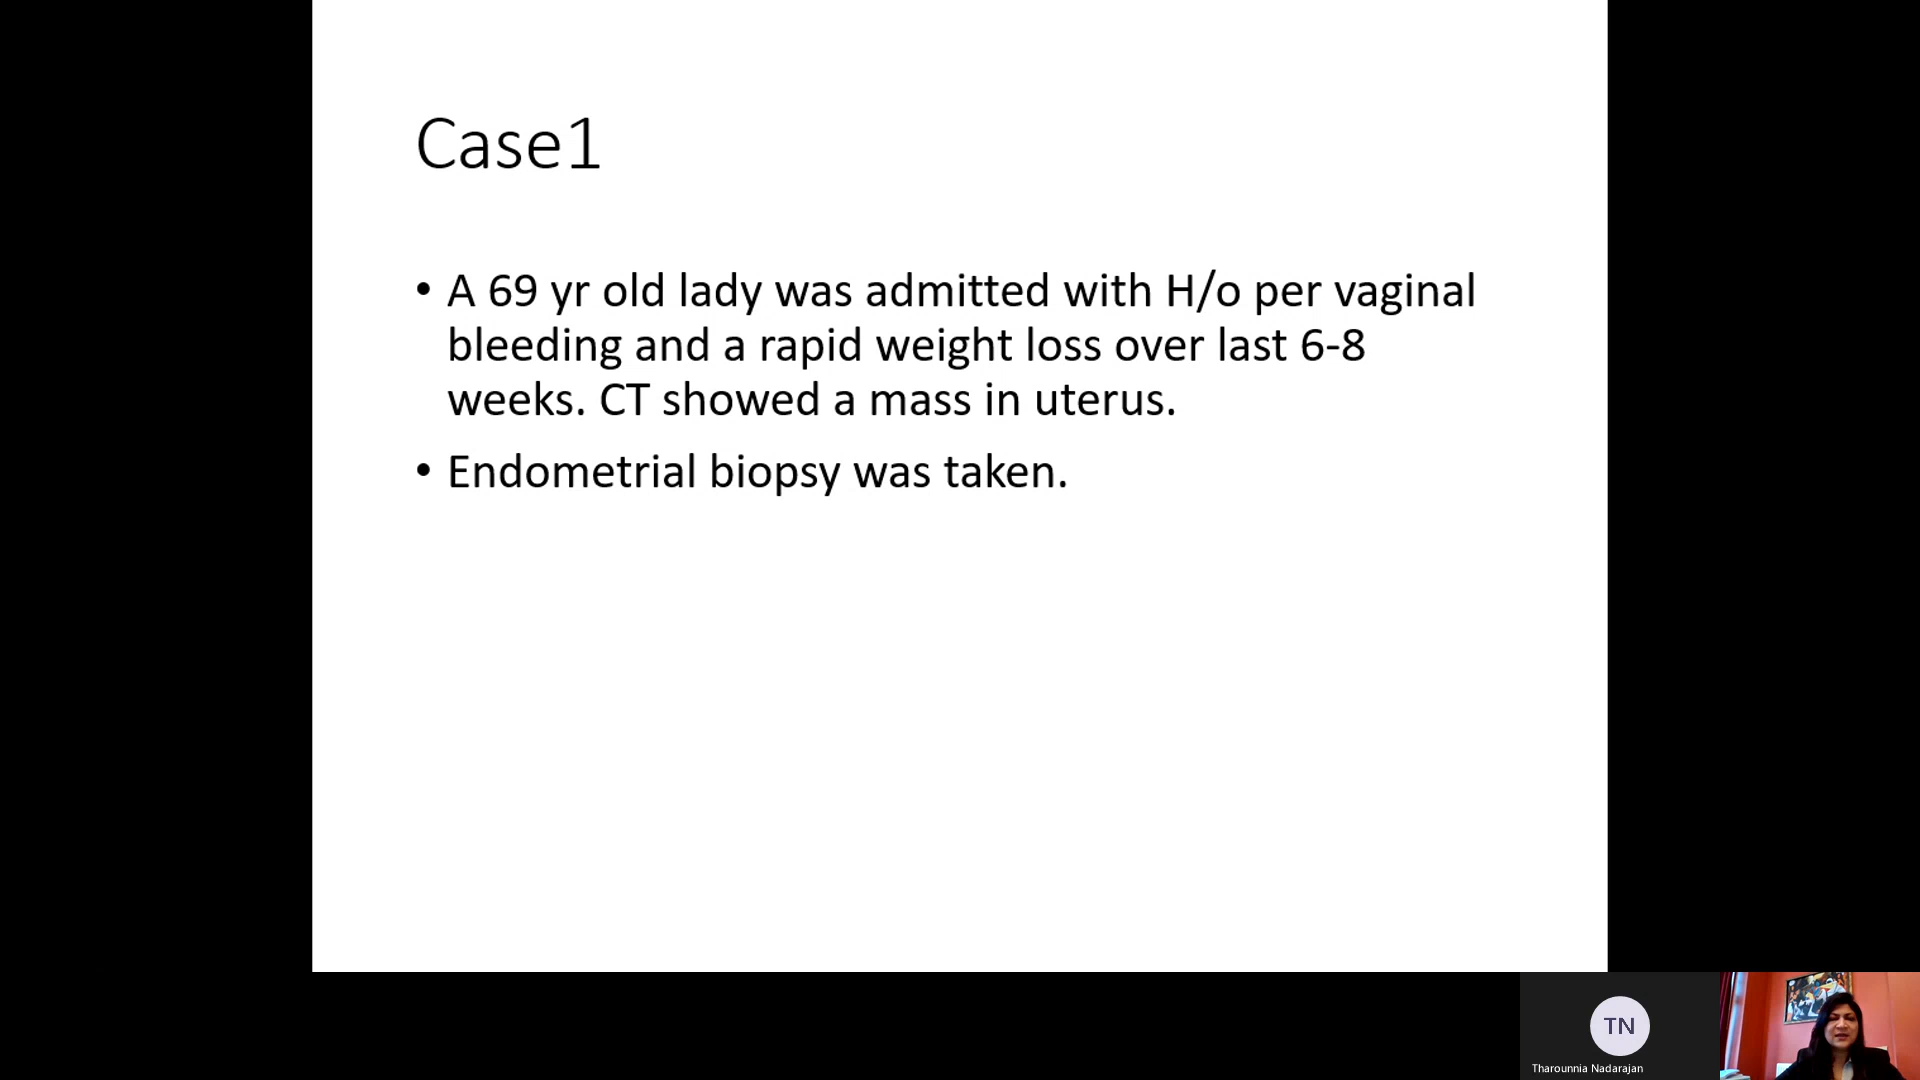 Case1
• A 69 yr old lady was admitted with H/o per vaginal
bleeding and a rapid weight loss over last 6-8
weeks. CT showed a mass in uterus.
• Endometrial biopsy was taken.
TN
Tharounnia Nadarajan